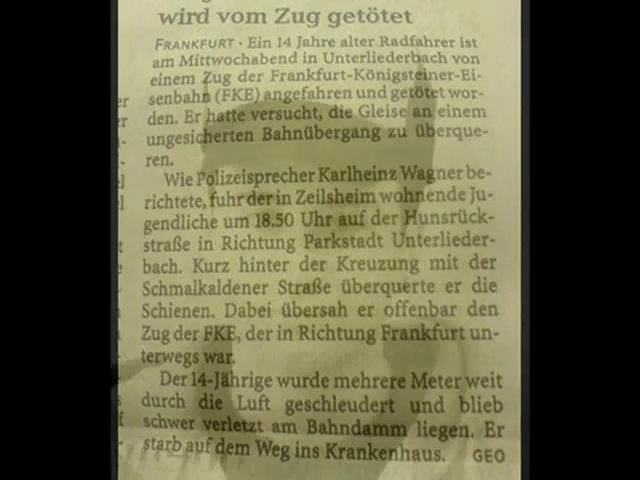 wird vom Zug getötet
FRANKFURT · Ein 14 Jahre alter Radfahrer ist
am Mittwochabend in Unterliederbach von
einem Zug der Frankfurt-Königsteiner-Ei-
senbahn (FKE) angefahren und getötet wor-
den. Er hatte versucht, die Gleise an einem
ungesicherten Bahnübergang zu überque-
ren.
Wie Polizeisprecher Karlheinz Wagner be-
richtete, fuhr der in Zeilsheim wohnende Ju-
gendliche um 18.50 Uhr auf der Hunsrück-
straße in Richtung Parkstadt Unterlieder-
bach. Kurz hinter der Kreuzung mit der
Schmalkaldener Straße überquerte er die
Schienen. Dabei übersah er offenbar den
Zug der FKE, der in Richtung Frankfurt un-
terwegs war.
Der 14-Jährige wurde mehrere Meter weit
durch die Luft geschleudert und blieb
schwer verletzt am Bahndamm liegen. Er
starb auf dem Weg ins Krankenhaus. GEO